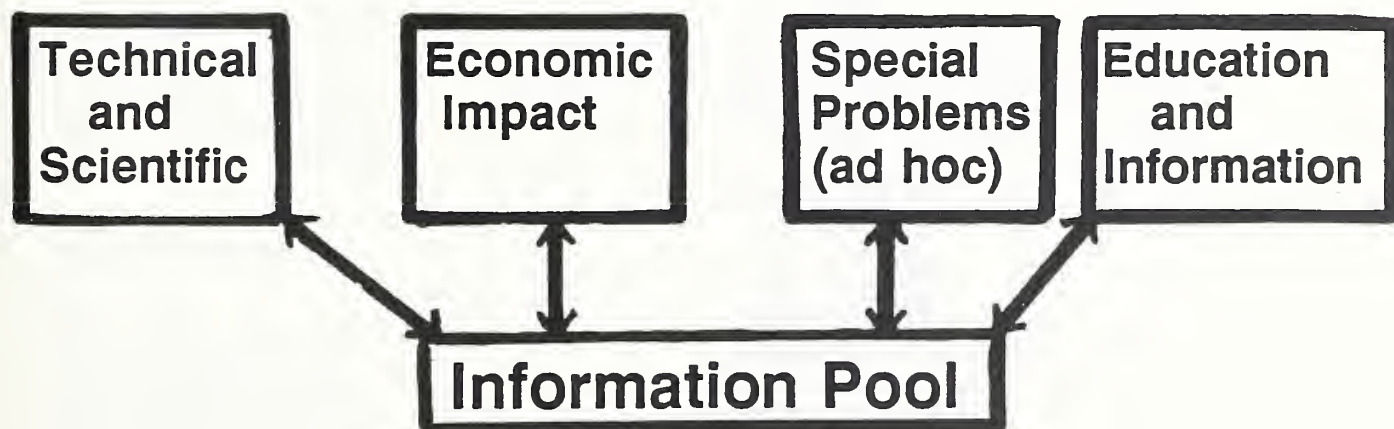 Technical
and
Scientific
Economic
Impact
Special
Problems
(ad hoc)
Education
and
Information
Information Pool